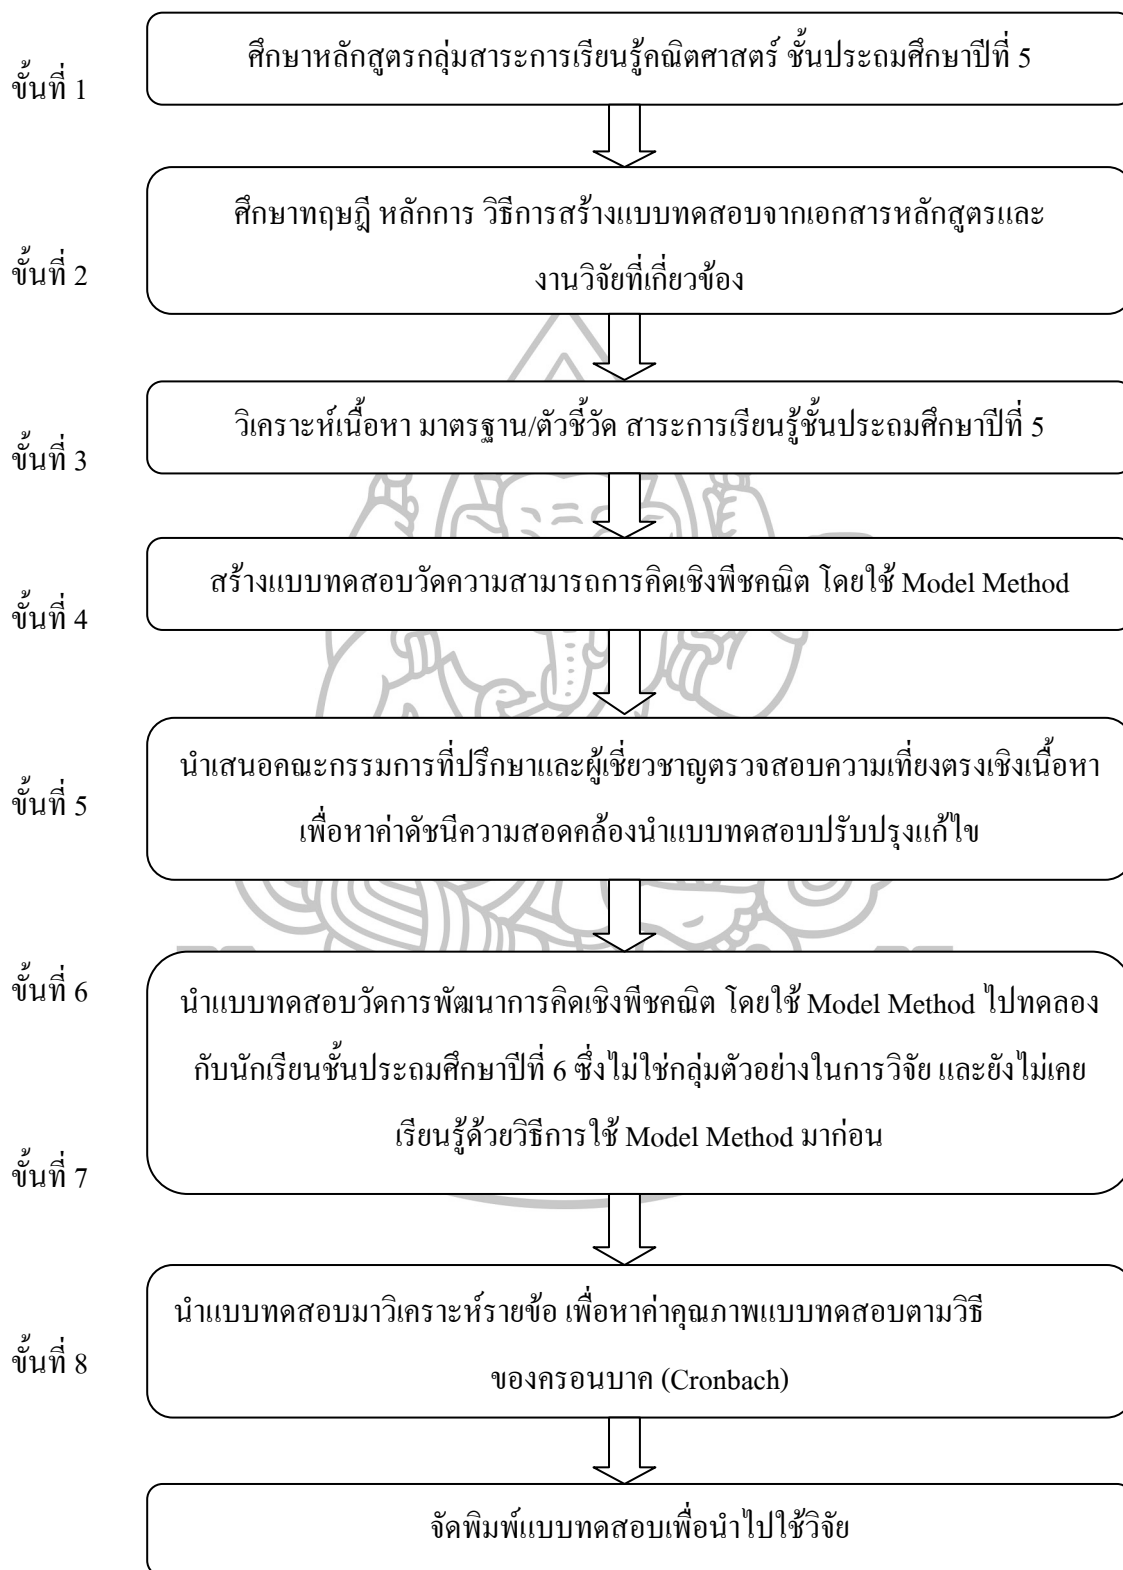 ศึกษาหลักสูตรกลุ่มสาระการเรียนรู้คณิตศาสตร์ ชั้นประถมศึกษาปีที่ 5
ขั้นที่ 1
ศึกษาทฤษฎี หลักการ วิธีการสร้างแบบทดสอบจากเอกสารหลักสูตรและ
ขั้นที่ 2
งานวิจัยที่เกี่ยวข้อง
วิเคราะห์เนื้อหา มาตรฐาน/ตัวชี้วัด สาระการเรียนรู้ชั้นประถมศึกษาปีที่ 5
ขั้นที่ 3
สร้างแบบทดสอบวัดความสามารถการคิดเชิงพีชคณิต โดยใช้ Model Method
ขั้นที่ 4
นำเสนอคณะกรรมการที่ปรึกษาและผู้เชี่ยวชาญตรวจสอบความเที่ยงตรงเชิงเนื้อหา
ขั้นที่ 5
เพื่อหาค่าดัชนีความสอดคล้องนำแบบทดสอบปรับปรุงแก้ไข
ขั้นที่ 6
นำแบบทดสอบวัดการพัฒนาการคิดเชิงพีชคณิต โดยใช้ Model Method ไปทดลอง
กับนักเรียนชั้นประถมศึกษาปีที่ 6 ซึ่งไม่ใช่กลุ่มตัวอย่างในการวิจัย และยังไม่เคย
เรียนรู้ด้วยวิธีการใช้ Model Method มาก่อน
ขั้นที่ 7
นำแบบทดสอบมาวิเคราะห์รายข้อ เพื่อหาค่าคุณภาพแบบทดสอบตามวิธี
ขั้นที่ 8
ของครอนบาค (Cronbach)
จัดพิมพ์แบบทดสอบเพื่อนำไปใช้วิจัย